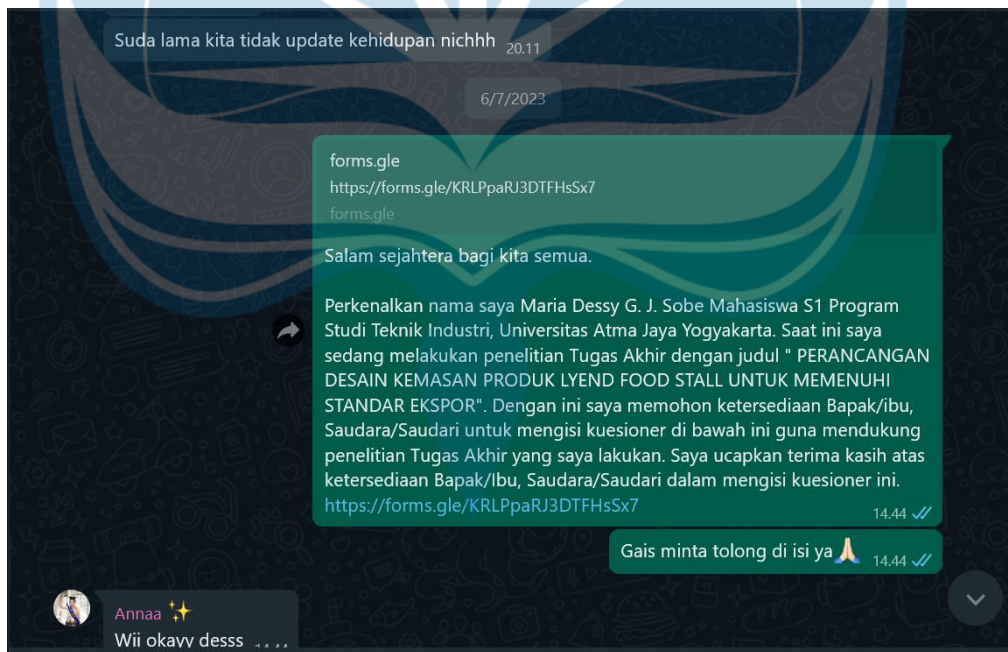 Suda lama kita tidak update kehidupan nichhh 20.11
6/7/2023
forms.gle
https://forms.gle/KRLPpaRJ3DTFHsSx7
forms.gle
Salam sejahtera bagi kita semua.
Perkenalkan nama saya Maria Dessy G. J. Sobe Mahasiswa S1 Program
Studi Teknik Industri, Universitas Atma Jaya Yogyakarta. Saat ini saya
sedang melakukan penelitian Tugas Akhir dengan judul " PERANCANGAN
DESAIN KEMASAN PRODUK LYEND FOOD STALL UNTUK MEMENUHI
STANDAR EKSPOR". Dengan ini saya memohon ketersediaan Bapak/ibu,
Saudara/Saudari untuk mengisi kuesioner di bawah ini guna mendukung
penelitian Tugas Akhir yang saya lakukan. Saya ucapkan terima kasih atas
ketersediaan Bapak/Ibu, Saudara/Saudari dalam mengisi kuesioner ini.
https://forms.gle/KRLPpaRJ3DTFHsSx7 14.44
Gais minta tolong di isi ya🙏🏻 14.44
Annaa ✨
Wii okayy desss 14.44